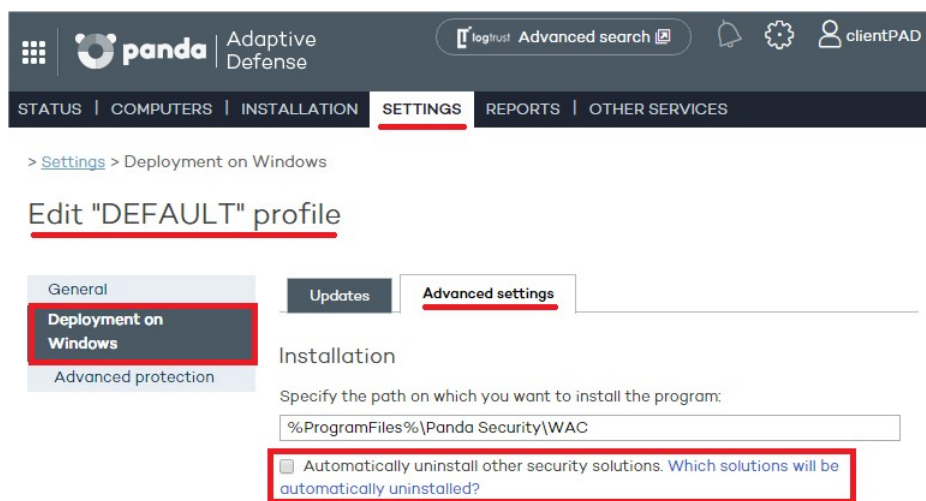 panda | Adaptive Defense
logtrust Advanced search
clientPAD
STATUS | COMPUTERS | INSTALLATION SETTINGS REPORTS | OTHER SERVICES
> Settings > Deployment on Windows
Edit "DEFAULT" profile
General
Deployment on
Windows
Advanced protection
Updates
Advanced settings
Installation
Specify the path on which you want to install the program:
%ProgramFiles%\Panda Security\WAC
Automatically uninstall other security solutions. Which solutions will be
automatically uninstalled?